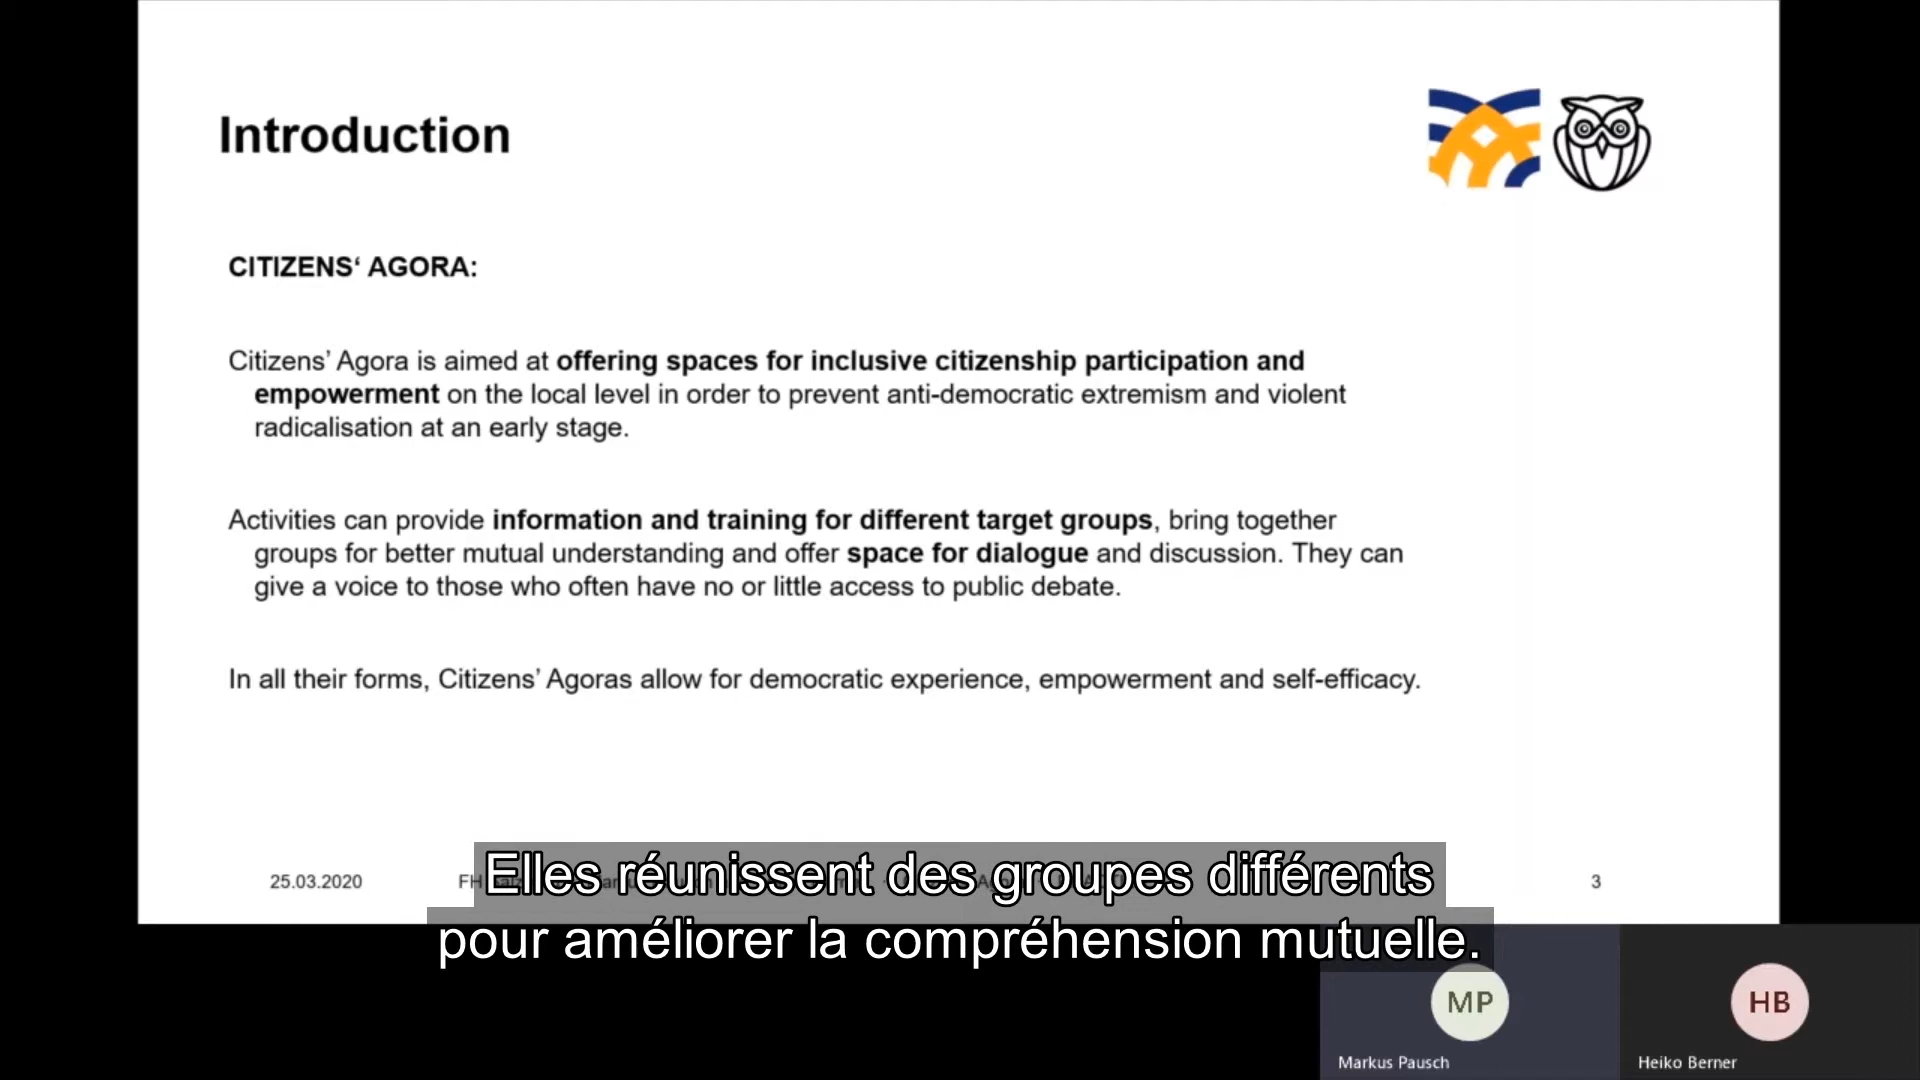 Introduction
CITIZENS‘ AGORA:
Citizens’ Agora is aimed at offering spaces for inclusive citizenship participation and
empowerment on the local level in order to prevent anti-democratic extremism and violent
radicalisation at an early stage.
Activities can provide information and training for different target groups, bring together
groups for better mutual understanding and offer space for dialogue and discussion. They can
give a voice to those who often have no or little access to public debate.
In all their forms, Citizens’ Agoras allow for democratic experience, empowerment and self-efficacy.
25.03.2020
FH
3
Elles réunissent des groupes différents
pour améliorer la compréhension mutuelle.
MP
HB
Markus Pausch
Heiko Berner